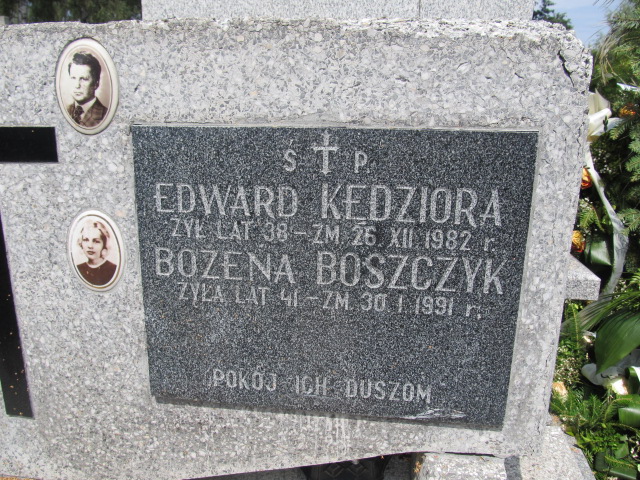 Ś † P.
EDWARD KĘDZIORA
ŻYŁ LAT 38 – ZM. 26. XII 1982 r.
BOŻENA BOSZCZYK
ŻYŁA LAT 41 – ZM. 30. I. 1991 r.
POKÓJ ICH DUSZOM